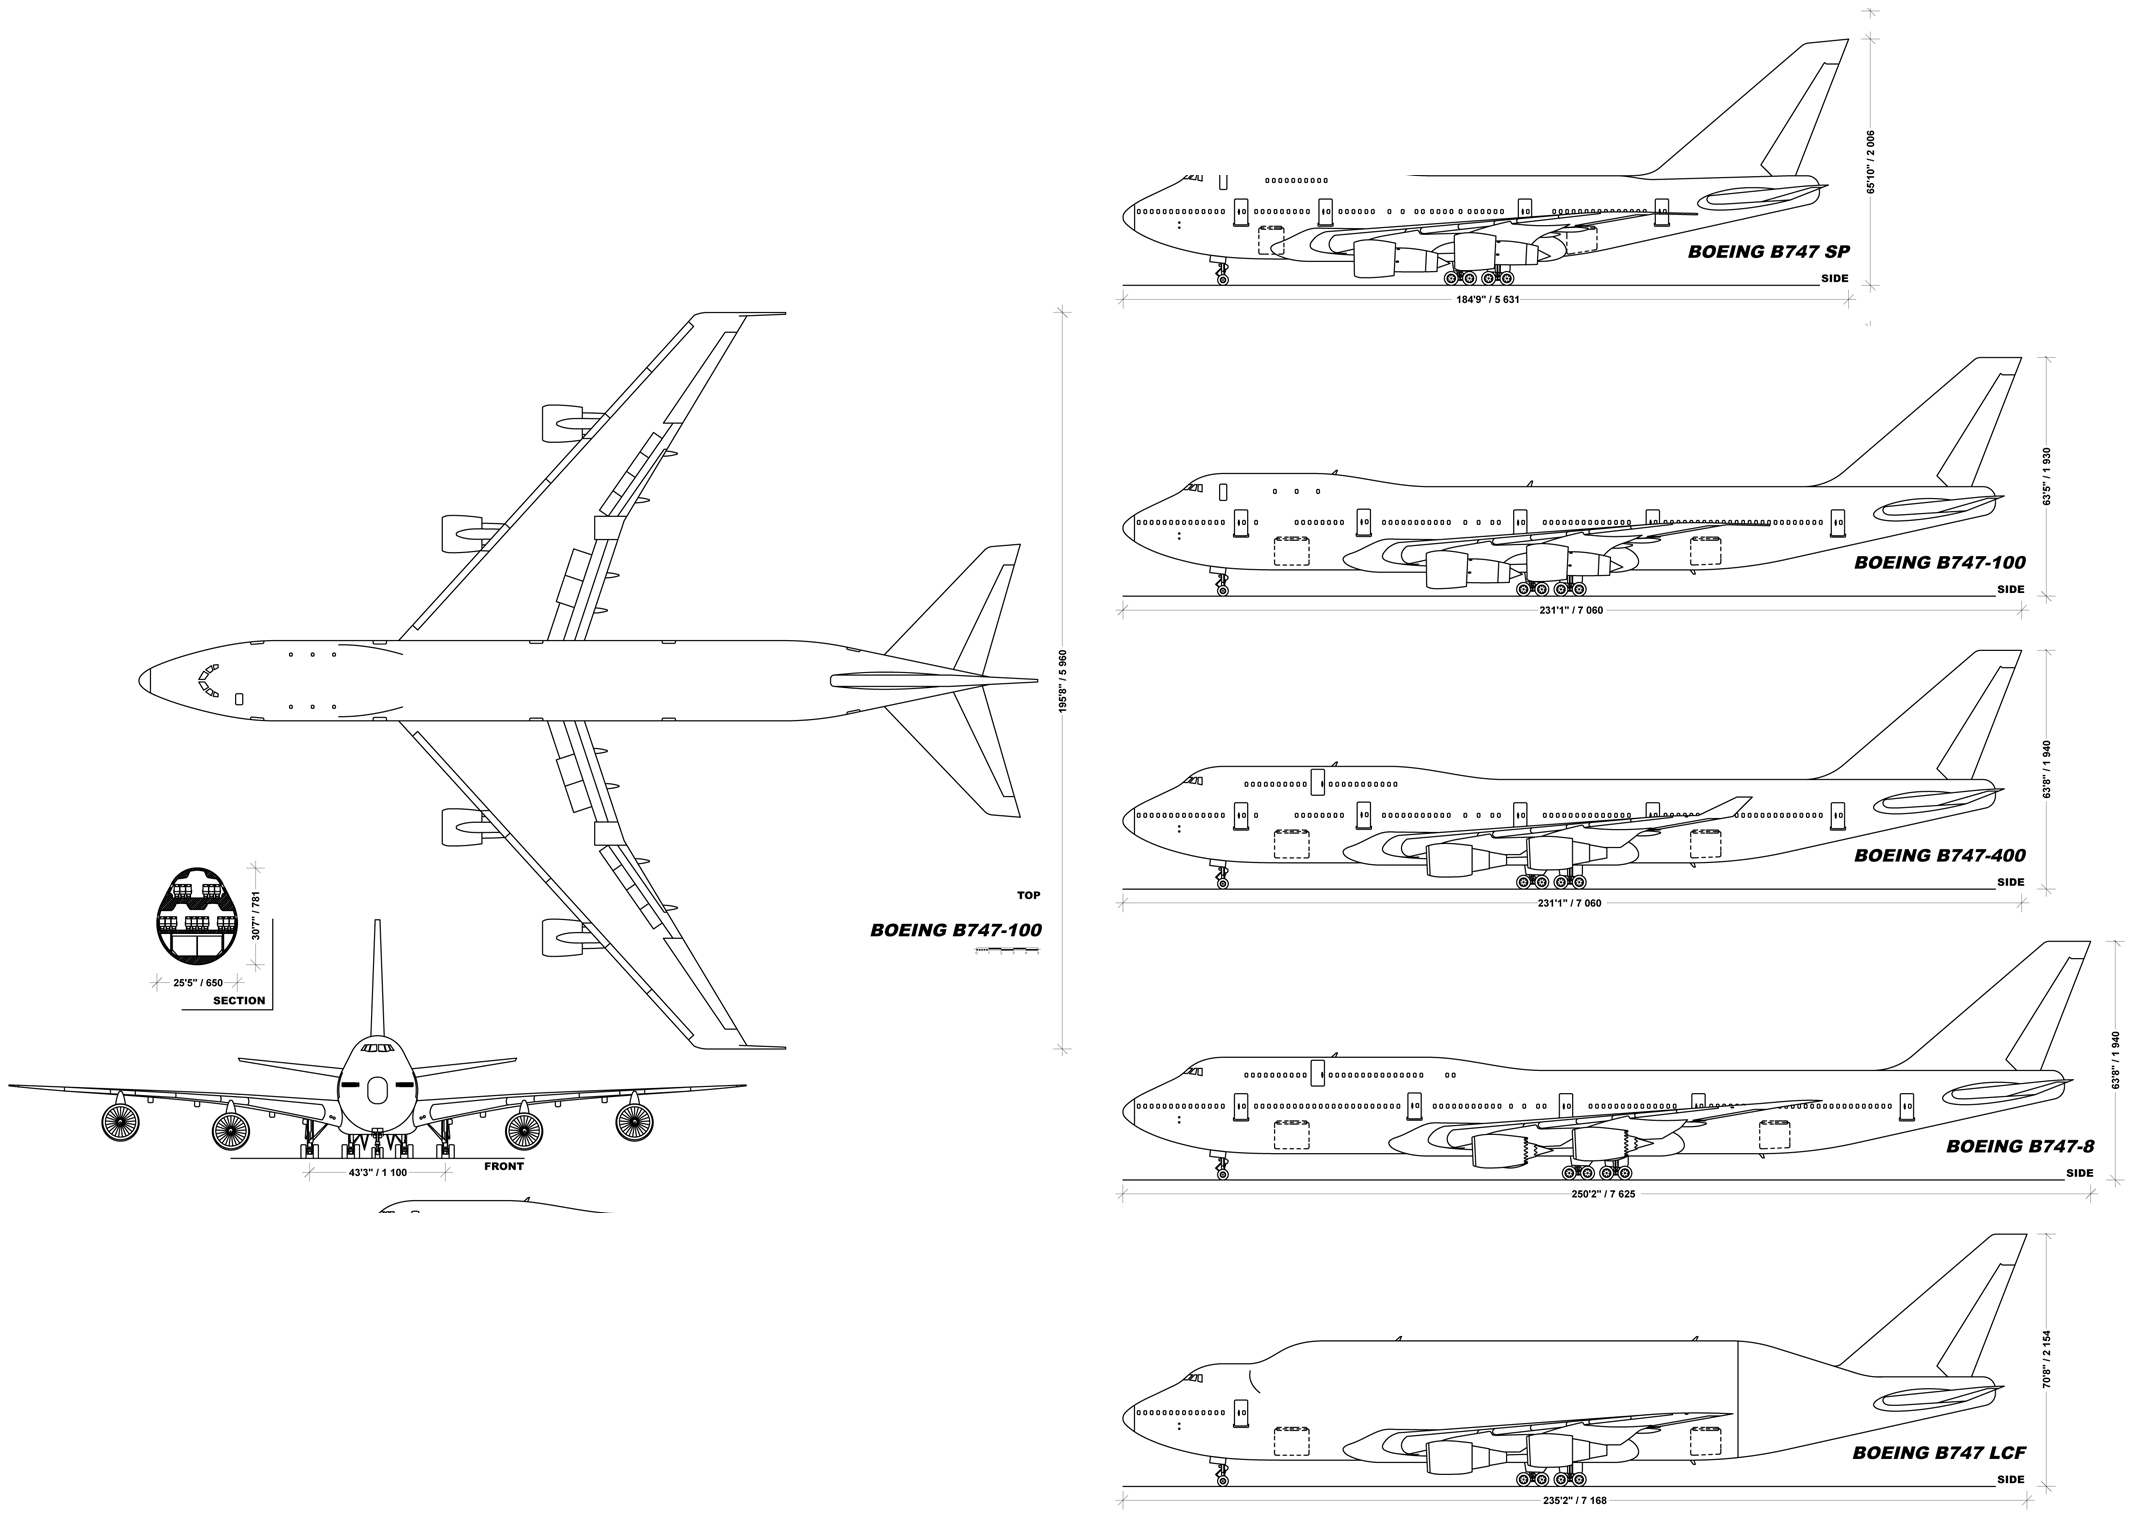 65'10" / 2 006
BOEING B747 SP
SIDE
184'9" / 5 631
63'5" / 1 930
BOEING B747-100
SIDE
231'1" / 7 060
195'8" / 5 960
63'8" / 1 940
BOEING B747-400
SIDE
231'1" / 7 060
TOP
BOEING B747-100
30'7" / 781
25'5" / 650
SECTION
FRONT
43'3" / 1 100
63'8" / 1 940
BOEING B747-8
SIDE
250'2" / 7 625
70'8" / 2 154
BOEING B747 LCF
SIDE
235'2" / 7 168